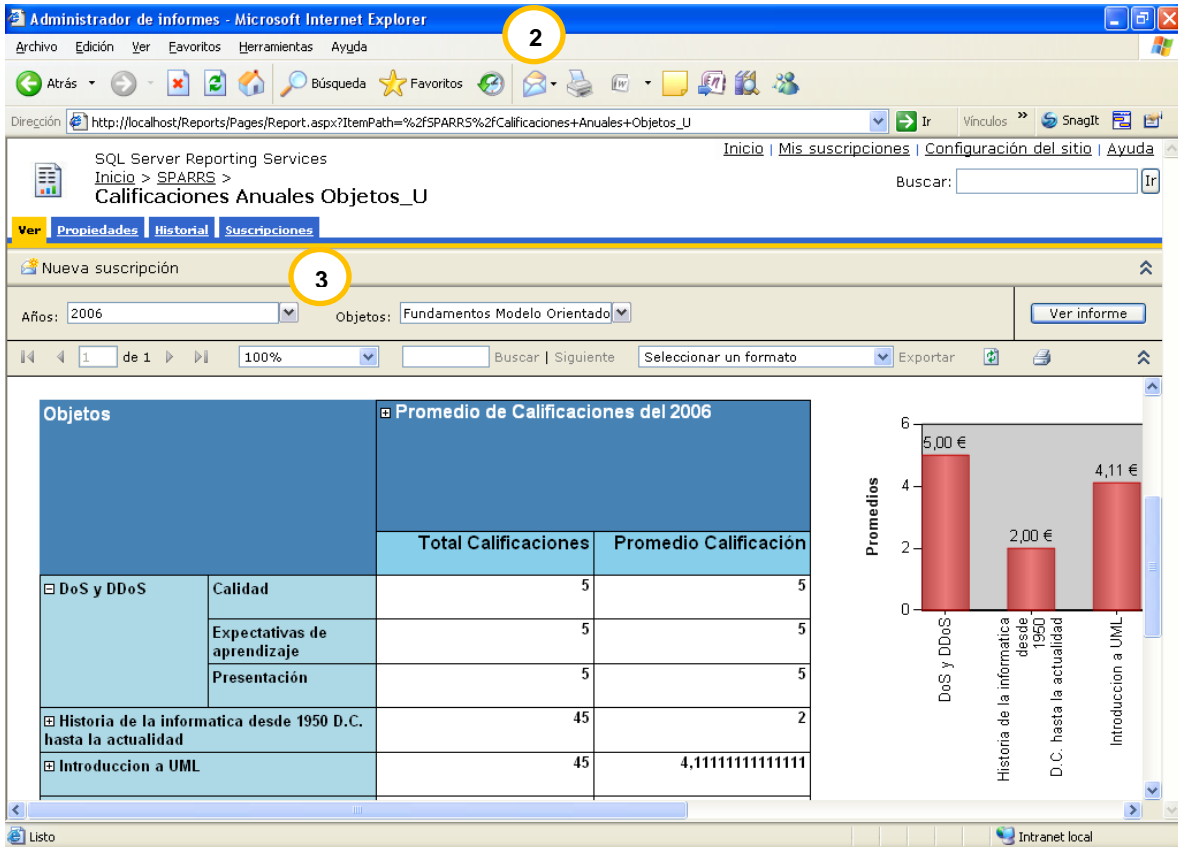 Administrador de informes - Microsoft Internet Explorer
Archivo Edición Ver Favoritos Herramientas Ayuda
2
Atrás Búsqueda Favoritos
Dirección http://localhost/Reports/Pages/Report.aspx?ItemPath=%2fSPARRS%2fCalificaciones+Anuales+Objetos_U Ir Vínculos » SnagIt
SQL Server Reporting Services
Inicio | Mis suscripciones | Configuración del sitio | Ayuda
Inicio > SPARRS >
Calificaciones Anuales Objetos_U
Buscar: Ir
Ver Propiedades Historial Suscripciones
Nueva suscripción
3
Años: 2006 Objetos: Fundamentos Modelo Orientado Ver informe
1 de 1 100% Buscar | Siguiente Seleccionar un formato Exportar
Objetos Promedio de Calificaciones del 2006
Total Calificaciones Promedio Calificación
DoS y DDoS Calidad 5 5
Expectativas de aprendizaje 5 5
Presentación 5 5
Historia de la informatica desde 1950 D.C. hasta la actualidad 45 2
Introduccion a UML 45 4,11111111111111
Promedios
6
4
2
0
5,00 €
2,00 €
4,11 €
DoS y DDoS
Historia de la informatica
desde
1950
D.C. hasta la actualidad
Introduccion a UML
Listo Intranet local